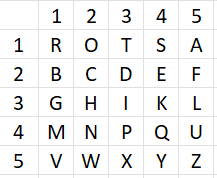 1 2 3 4 5
1 R O T S A
2 B C D E F
3 G H I K L
4 M N P Q U
5 V W X Y Z